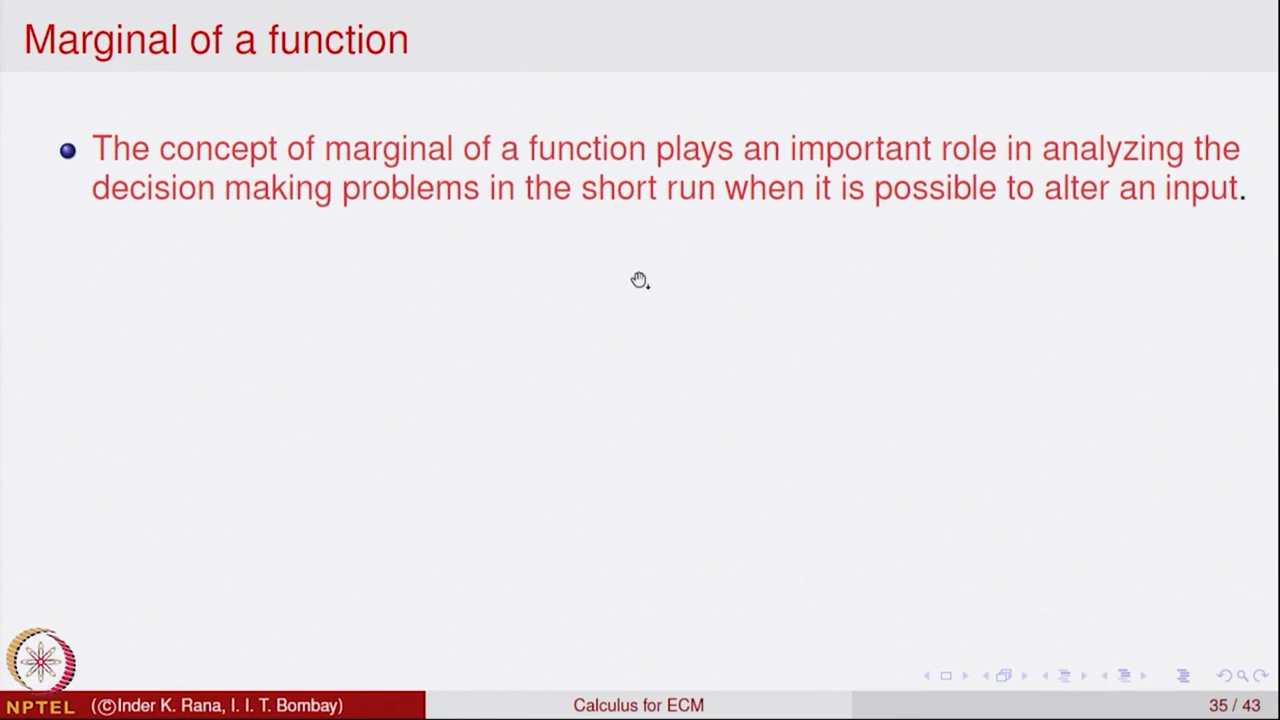 Marginal of a function
The concept of marginal of a function plays an important role in analyzing the
decision making problems in the short run when it is possible to alter an input.
NPTEL
(©Inder K. Rana, I. I. T. Bombay)
Calculus for ECM
35 / 43